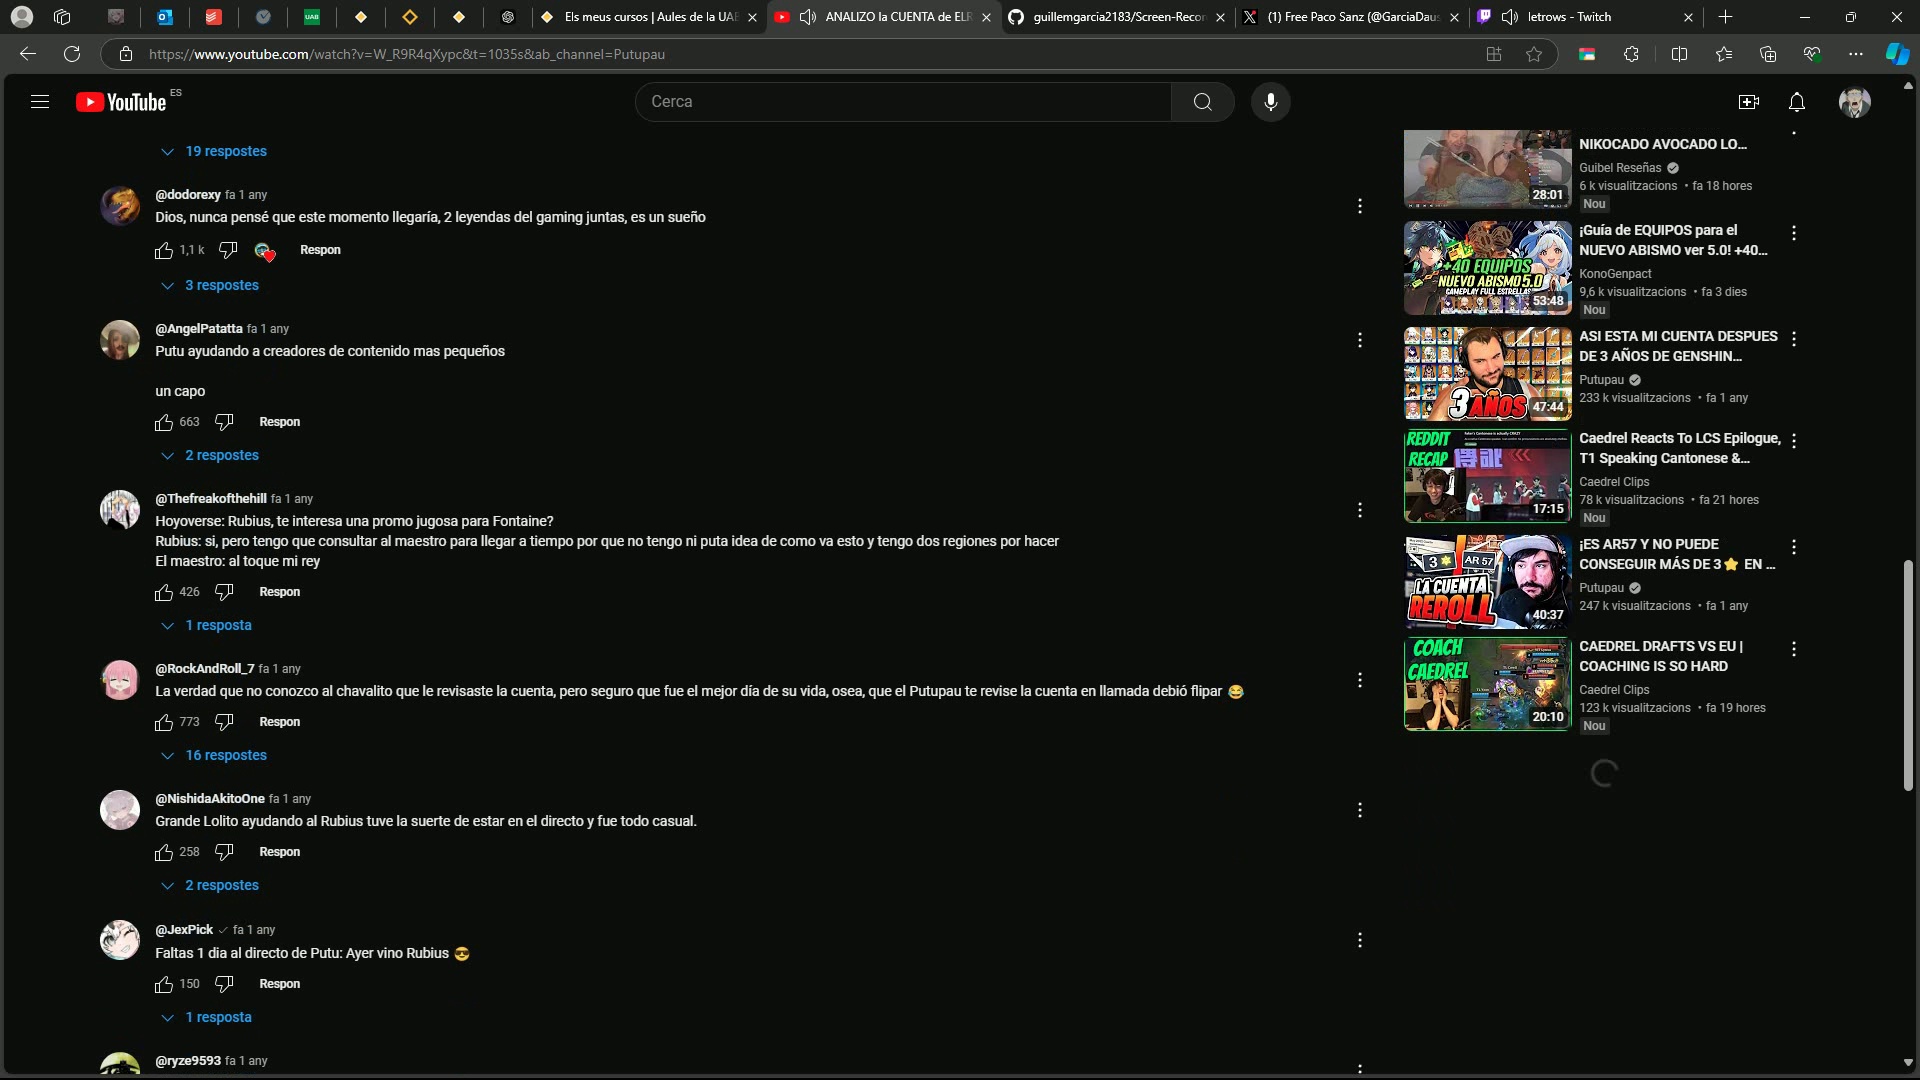 UAB
Els meus cursos | Aules de la UAB
ANALIZO la CUENTA de ELR
guillemgarcia2183/Screen-Recor
(1) Free Paco Sanz (@GarciaDaus
letrows - Twitch
https://www.youtube.com/watch?v=W_R9R4qXypc&t=1035s&ab_channel=Putupau
YouTube
ES
Cerca
19 respostes
@dodorexy fa 1 any
Dios, nunca pensé que este momento llegaría, 2 leyendas del gaming juntas, es un sueño
1,1 k
Respon
3 respostes
@AngelPatatta fa 1 any
Putu ayudando a creadores de contenido mas pequeños
un capo
663
Respon
2 respostes
@Thefreakofthehill fa 1 any
Hoyoverse: Rubius, te interesa una promo jugosa para Fontaine?
Rubius: si, pero tengo que consultar al maestro para llegar a tiempo por que no tengo ni puta idea de como va esto y tengo dos regiones por hacer
El maestro: al toque mi rey
426
Respon
1 resposta
@RockAndRoll_7 fa 1 any
La verdad que no conozco al chavalito que le revisaste la cuenta, pero seguro que fue el mejor día de su vida, osea, que el Putupau te revise la cuenta en llamada debió flipar 😂
773
Respon
16 respostes
@NishidaAkitoOne fa 1 any
Grande Lolito ayudando al Rubius tuve la suerte de estar en el directo y fue todo casual.
258
Respon
2 respostes
@JexPick fa 1 any
Faltas 1 dia al directo de Putu: Ayer vino Rubius 😎
150
Respon
1 resposta
@ryze9593 fa 1 any
28:01
NIKOCADO AVOCADO LO...
Guibel Reseñas
6 k visualitzacions • fa 18 hores
Nou
+40 EQUIPOS
NUEVO ABISMO 5.0
GAMEPLAY FULL ESTRELLAS
53:48
¡Guía de EQUIPOS para el
NUEVO ABISMO ver 5.0! +40...
KonoGenpact
9,6 k visualitzacions • fa 3 dies
Nou
3 AÑOS
47:44
ASI ESTA MI CUENTA DESPUES
DE 3 AÑOS DE GENSHIN...
Putupau
233 k visualitzacions • fa 1 any
REDDIT
RECAP
17:15
Caedrel Reacts To LCS Epilogue,
T1 Speaking Cantonese &...
Caedrel Clips
78 k visualitzacions • fa 21 hores
Nou
3
AR 57
LA CUENTA
REROLL
40:37
¡ES AR57 Y NO PUEDE
CONSEGUIR MÁS DE 3⭐ EN ...
Putupau
247 k visualitzacions • fa 1 any
COACH
CAEDREL
20:10
CAEDREL DRAFTS VS EU |
COACHING IS SO HARD
Caedrel Clips
123 k visualitzacions • fa 19 hores
Nou